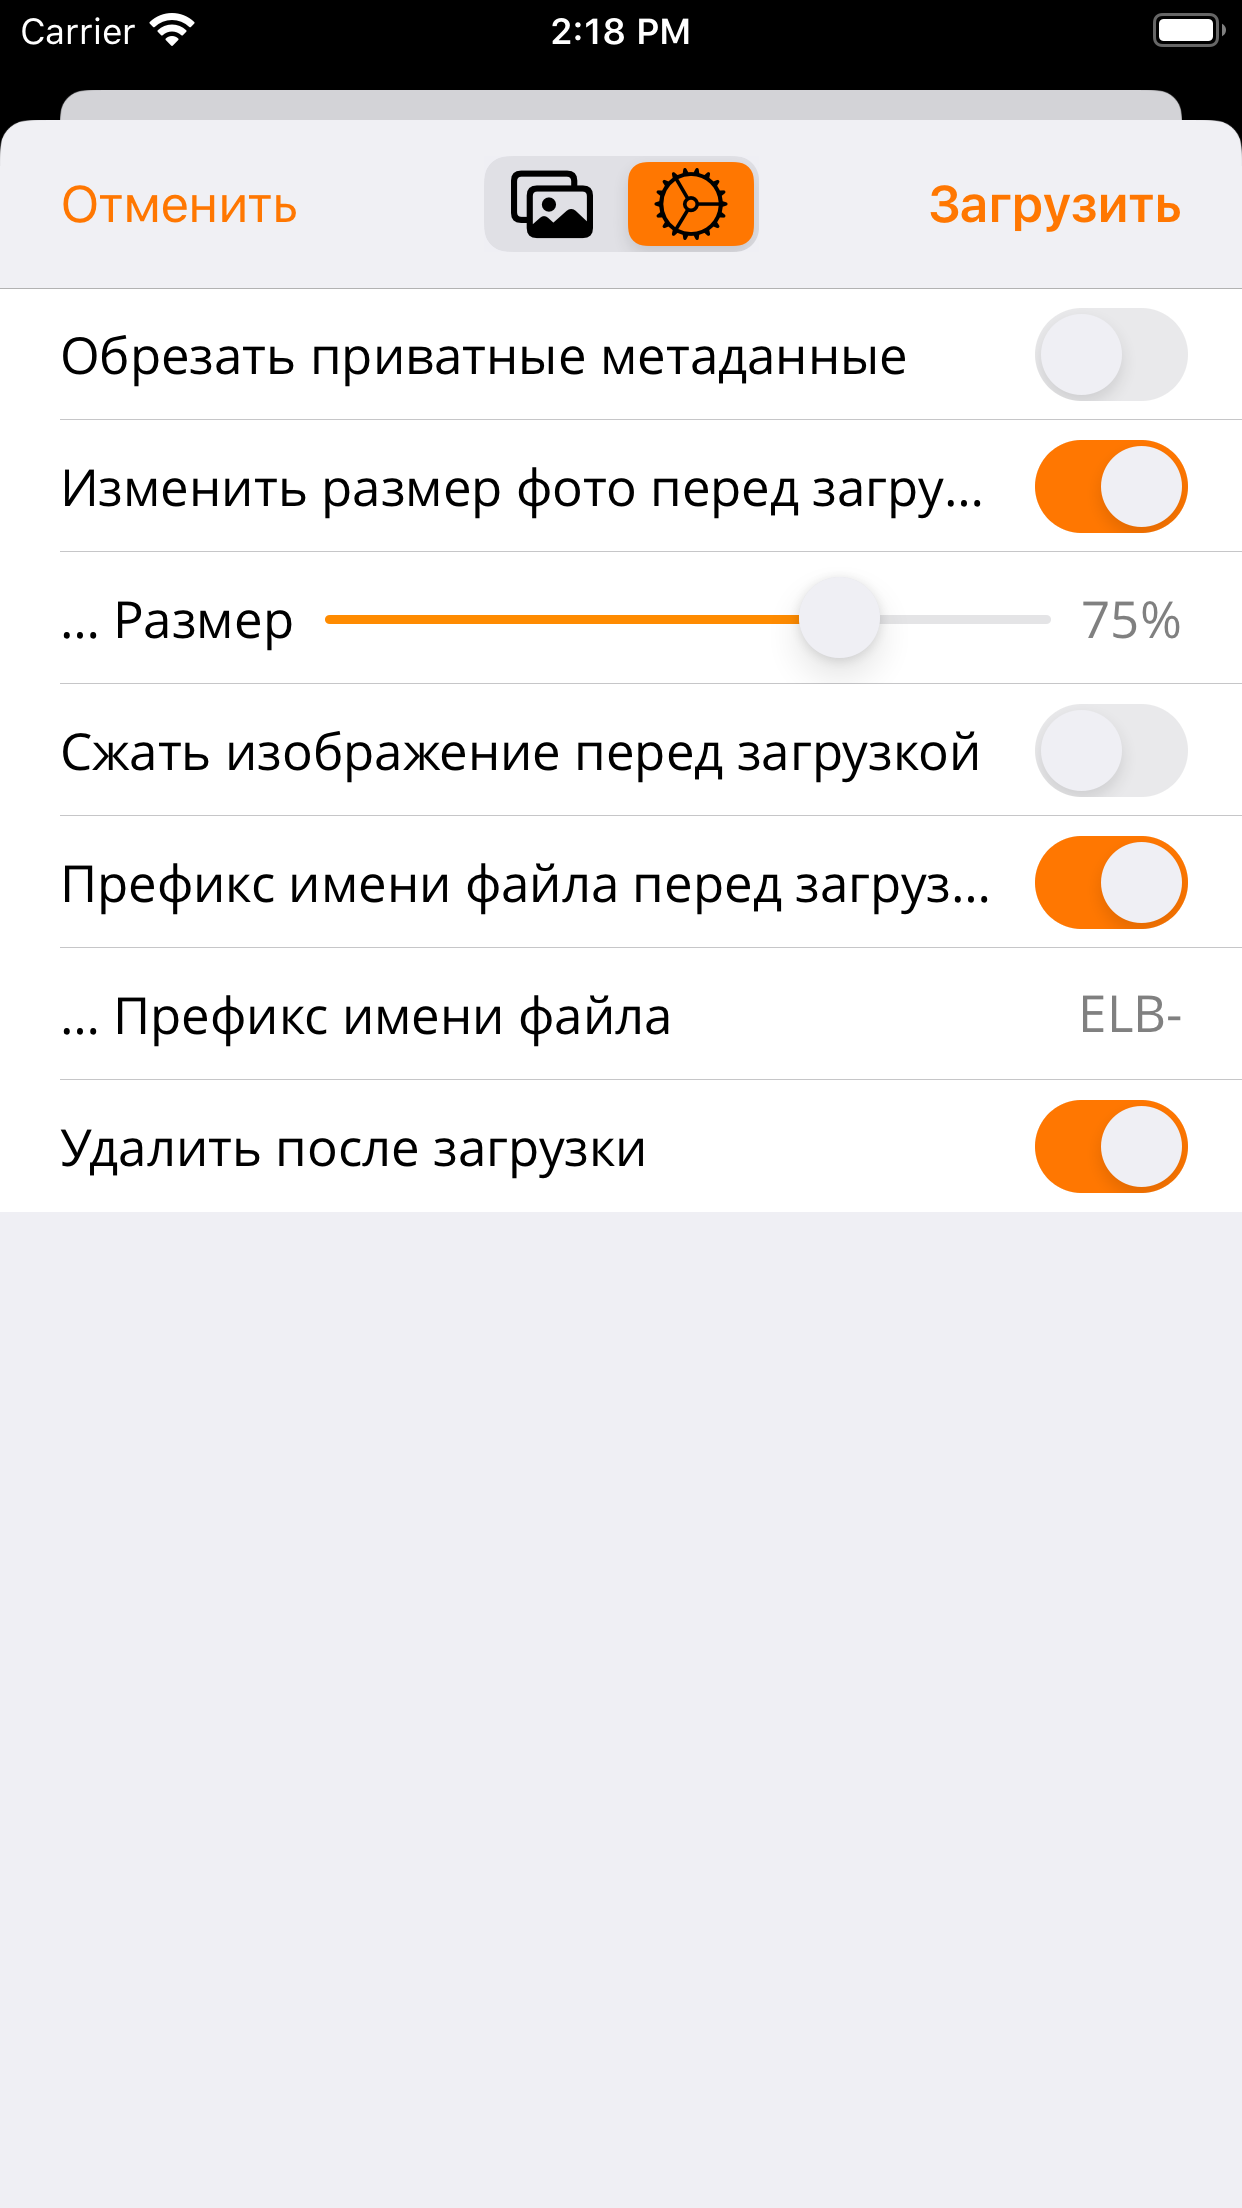 Carrier 2:18 PM
Отменить Загрузить
Обрезать приватные метаданные
Изменить размер фото перед загру...
... Размер 75%
Сжать изображение перед загрузкой
Префикс имени файла перед загруз...
... Префикс имени файла ELB-
Удалить после загрузки